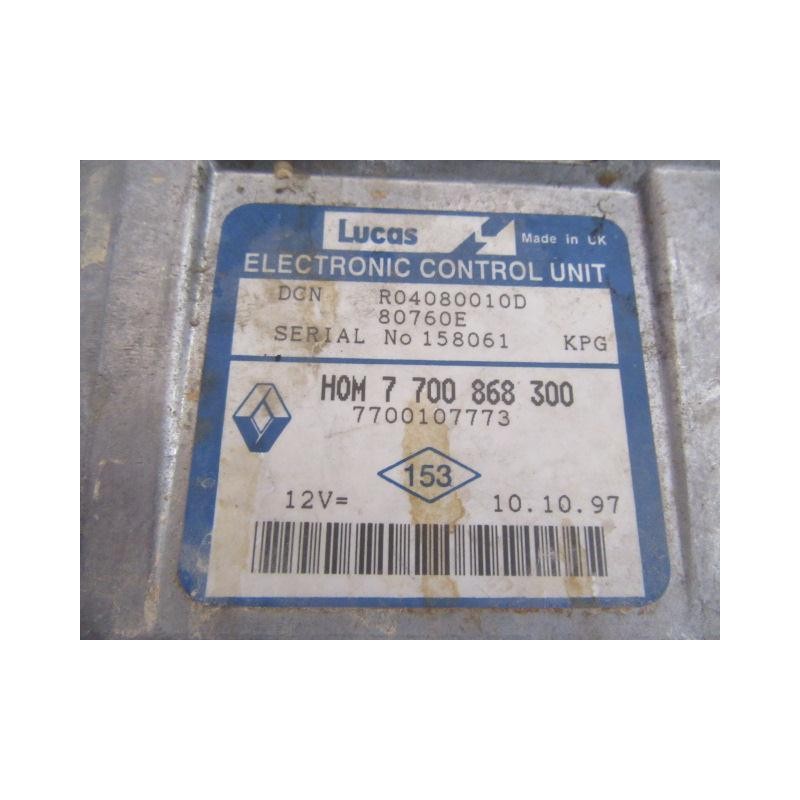 Lucas Made in UK
ELECTRONIC CONTROL UNIT
DCN R04080010D
80760E
SERIAL No 158061 KPG
HOM 7 700 868 300
7700107773
153
12V= 10.10.97